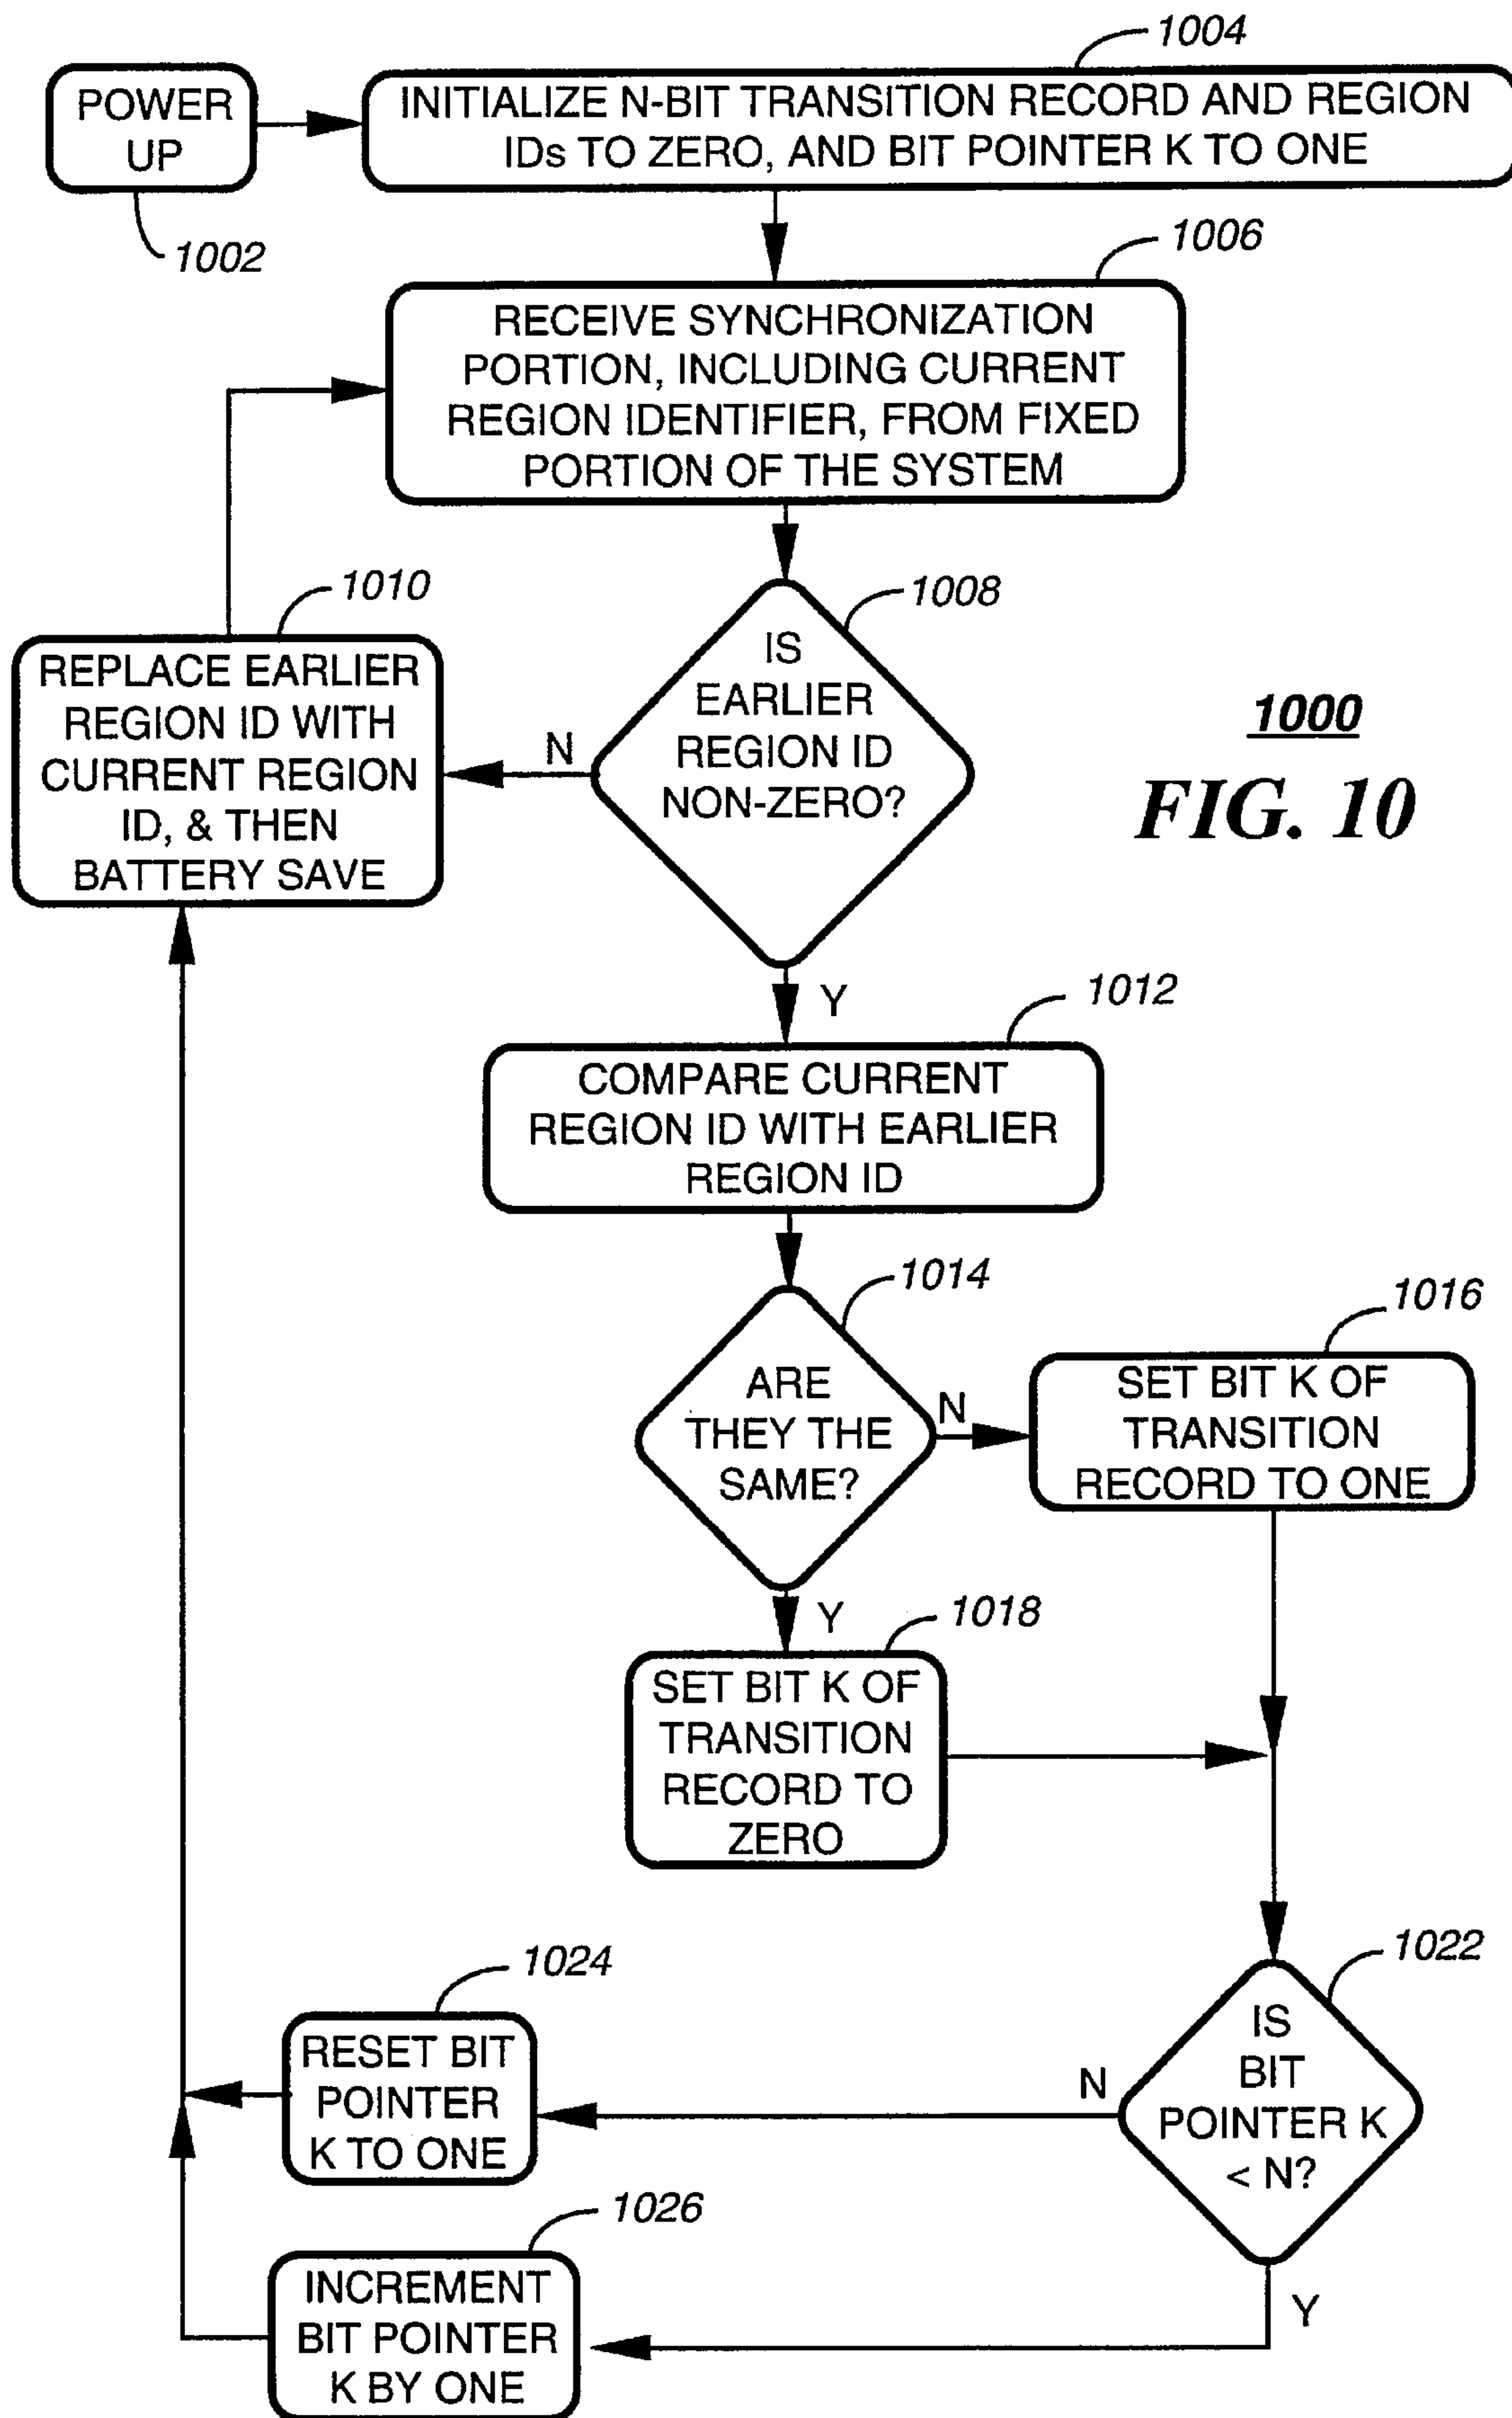 1004
POWER
UP
INITIALIZE N-BIT TRANSITION RECORD AND REGION
IDs TO ZERO, AND BIT POINTER K TO ONE
1002
1006
RECEIVE SYNCHRONIZATION
PORTION, INCLUDING CURRENT
REGION IDENTIFIER, FROM FIXED
PORTION OF THE SYSTEM
1010
1008
REPLACE EARLIER
REGION ID WITH
CURRENT REGION
ID, & THEN
BATTERY SAVE
N
IS
EARLIER
REGION ID
NON-ZERO?
1000
FIG. 10
Y
1012
COMPARE CURRENT
REGION ID WITH EARLIER
REGION ID
1014
ARE
THEY THE
SAME?
N
1016
SET BIT K OF
TRANSITION
RECORD TO ONE
Y
1018
SET BIT K OF
TRANSITION
RECORD TO
ZERO
1022
IS
BIT
POINTER K
< N?
N
1024
RESET BIT
POINTER
K TO ONE
Y
1026
INCREMENT
BIT POINTER
K BY ONE